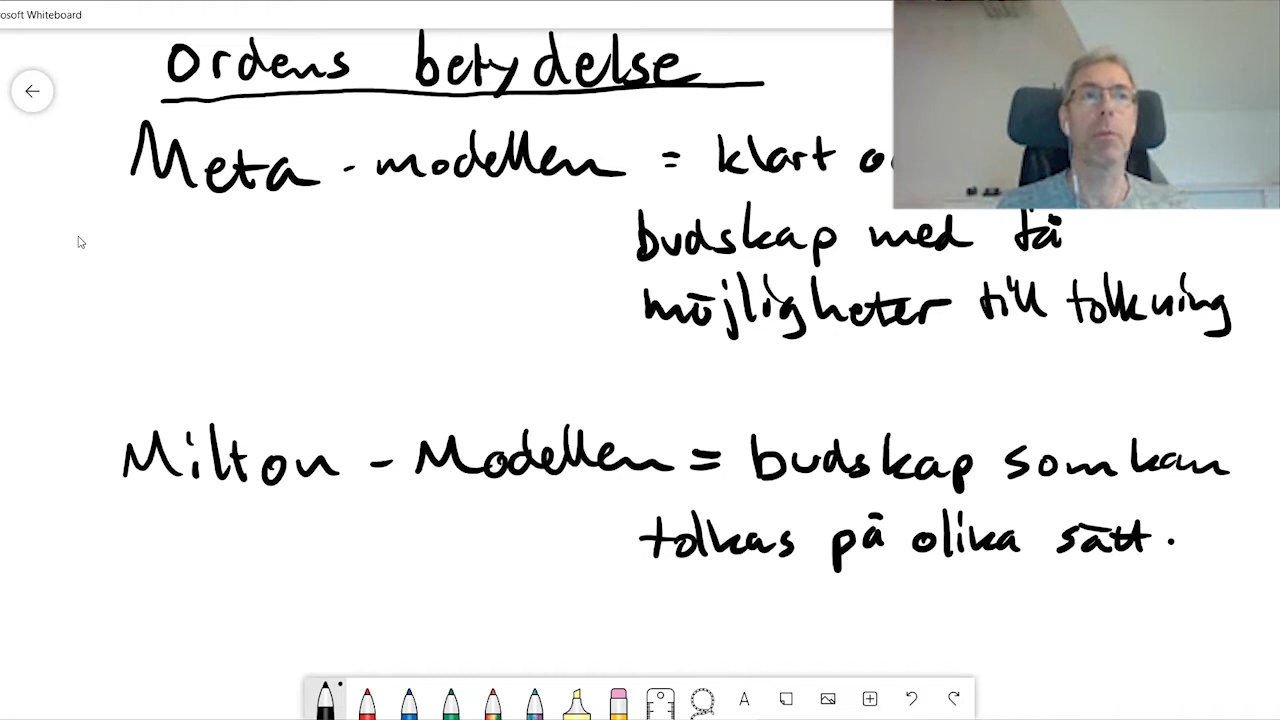 osoft Whiteboard
Ordens betydelse
Meta-modellen = klart
budskap med få
möjligheter till tolkning
Milton-Modellen = budskap som kan
tolkas på olika sätt.
A